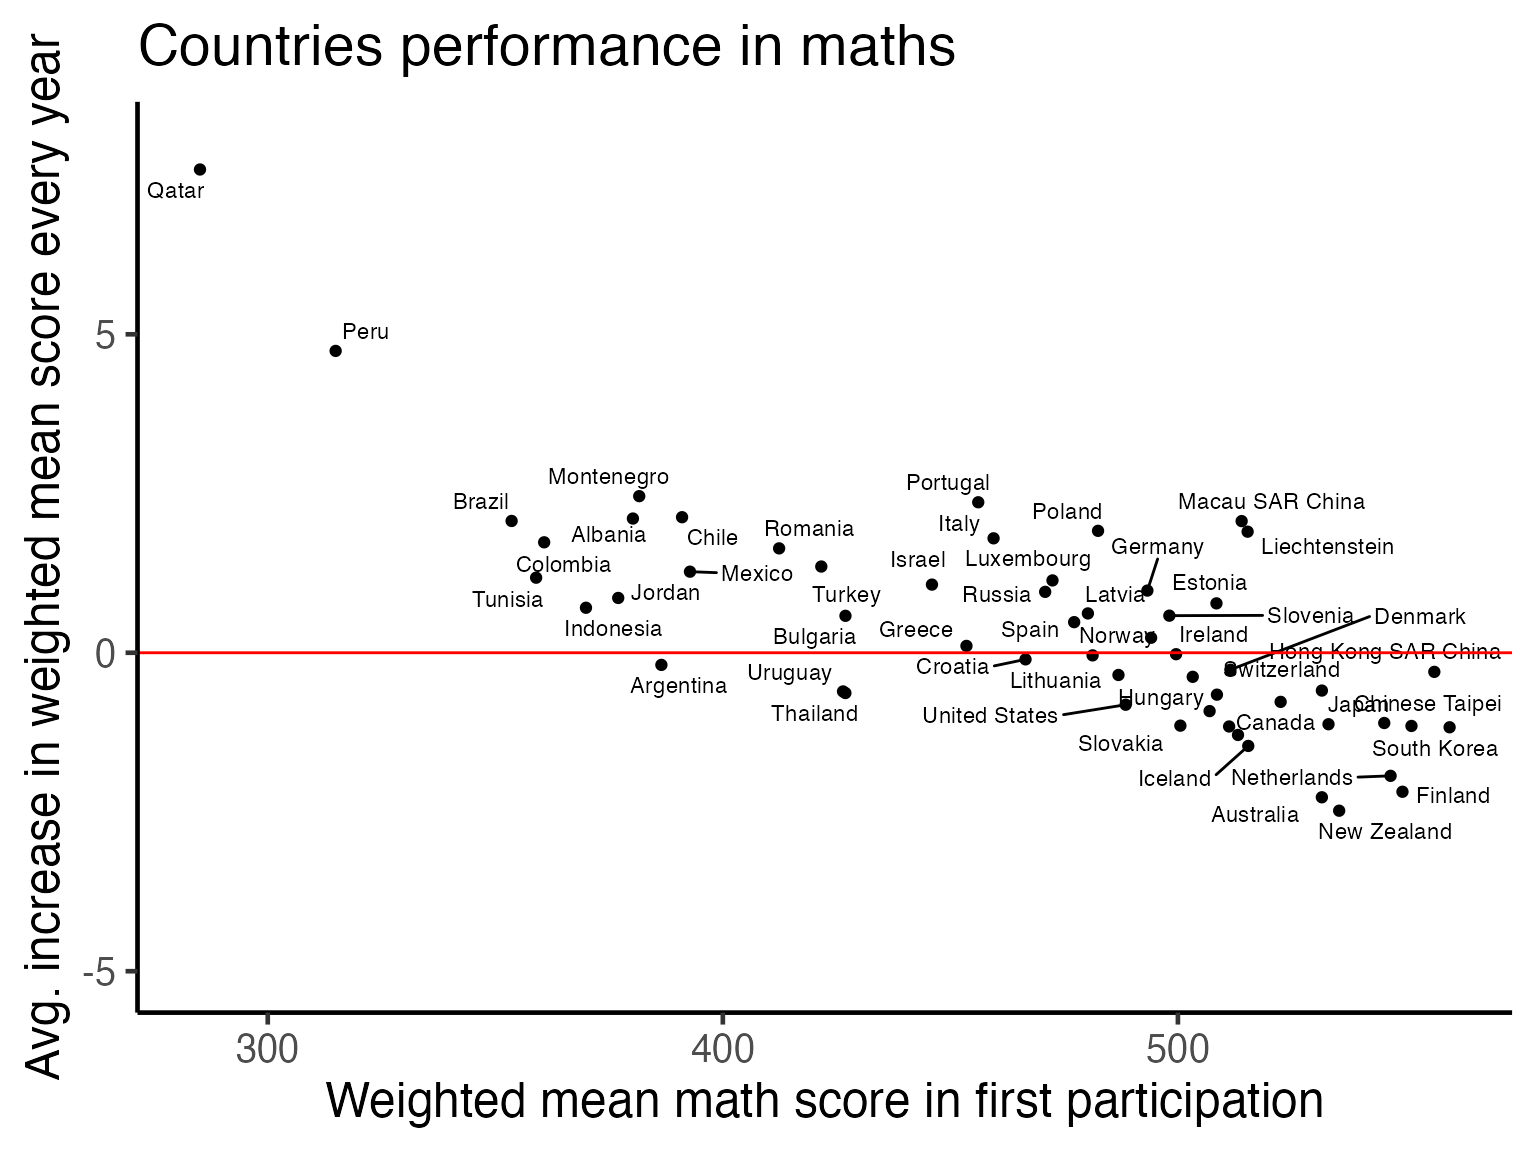 Countries performance in maths
Avg. increase in weighted mean score every year
5
0
-5
Qatar
Peru
Montenegro
Brazil
Albania
Chile
Colombia
Mexico
Tunisia
Jordan
Indonesia
Argentina
Romania
Turkey
Bulgaria
Uruguay
Thailand
Portugal
Italy
Israel
Luxembourg
Poland
Germany
Macau SAR China
Liechtenstein
Russia
Latvia
Estonia
Greece
Spain
Norway
Ireland
Slovenia
Denmark
Croatia
Hong Kong SAR China
Switzerland
Lithuania
Hungary
Japan
Chinese Taipei
United States
Canada
Slovakia
South Korea
Iceland
Netherlands
Finland
Australia
New Zealand
300
400
500
Weighted mean math score in first participation